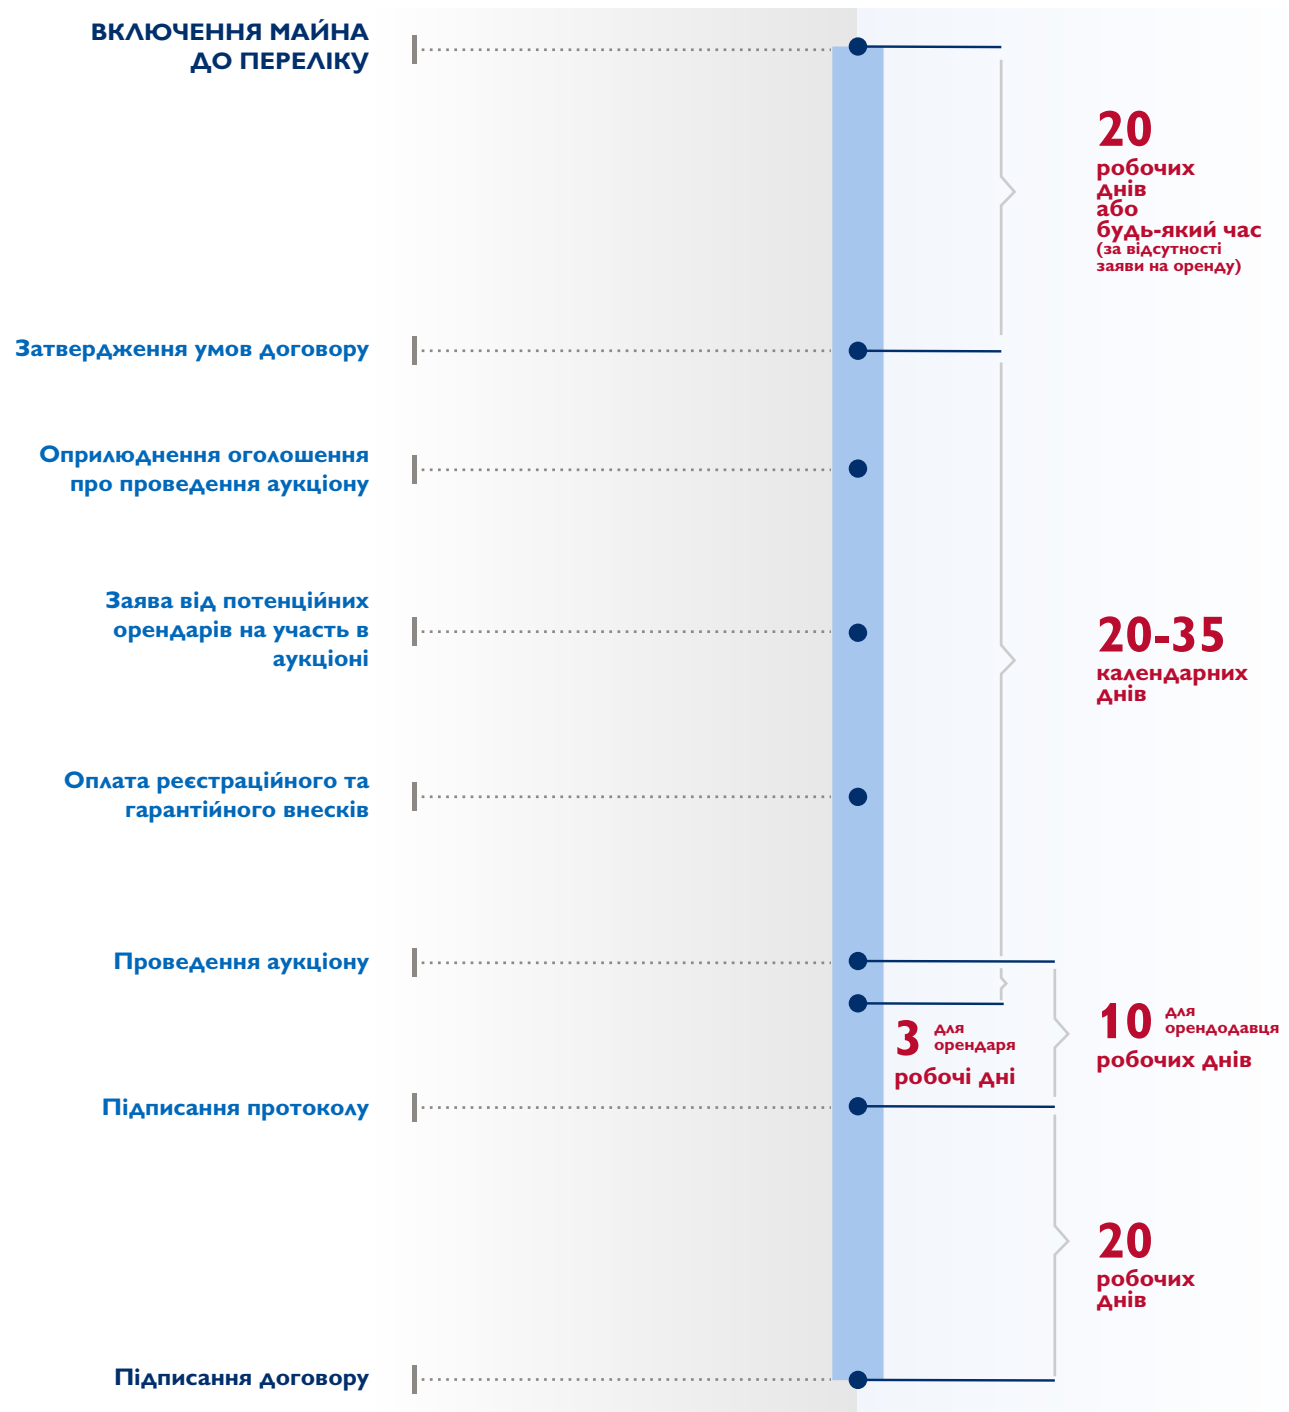 ВКЛЮЧЕННЯ МАЙНА
ДО ПЕРЕЛІКУ
20
робочих
днів
або
будь-який час
(за відсутності
заяви на оренду)
Затвердження умов договору
Оприлюднення оголошення
про проведення аукціону
Заява від потенційних
орендарів на участь в
аукціоні
20-35
календарних
днів
Оплата реєстраційного та
гарантійного внесків
Проведення аукціону
3 для
орендаря
робочі дні
10 для
орендодавця
робочих днів
Підписання протоколу
20
робочих
днів
Підписання договору